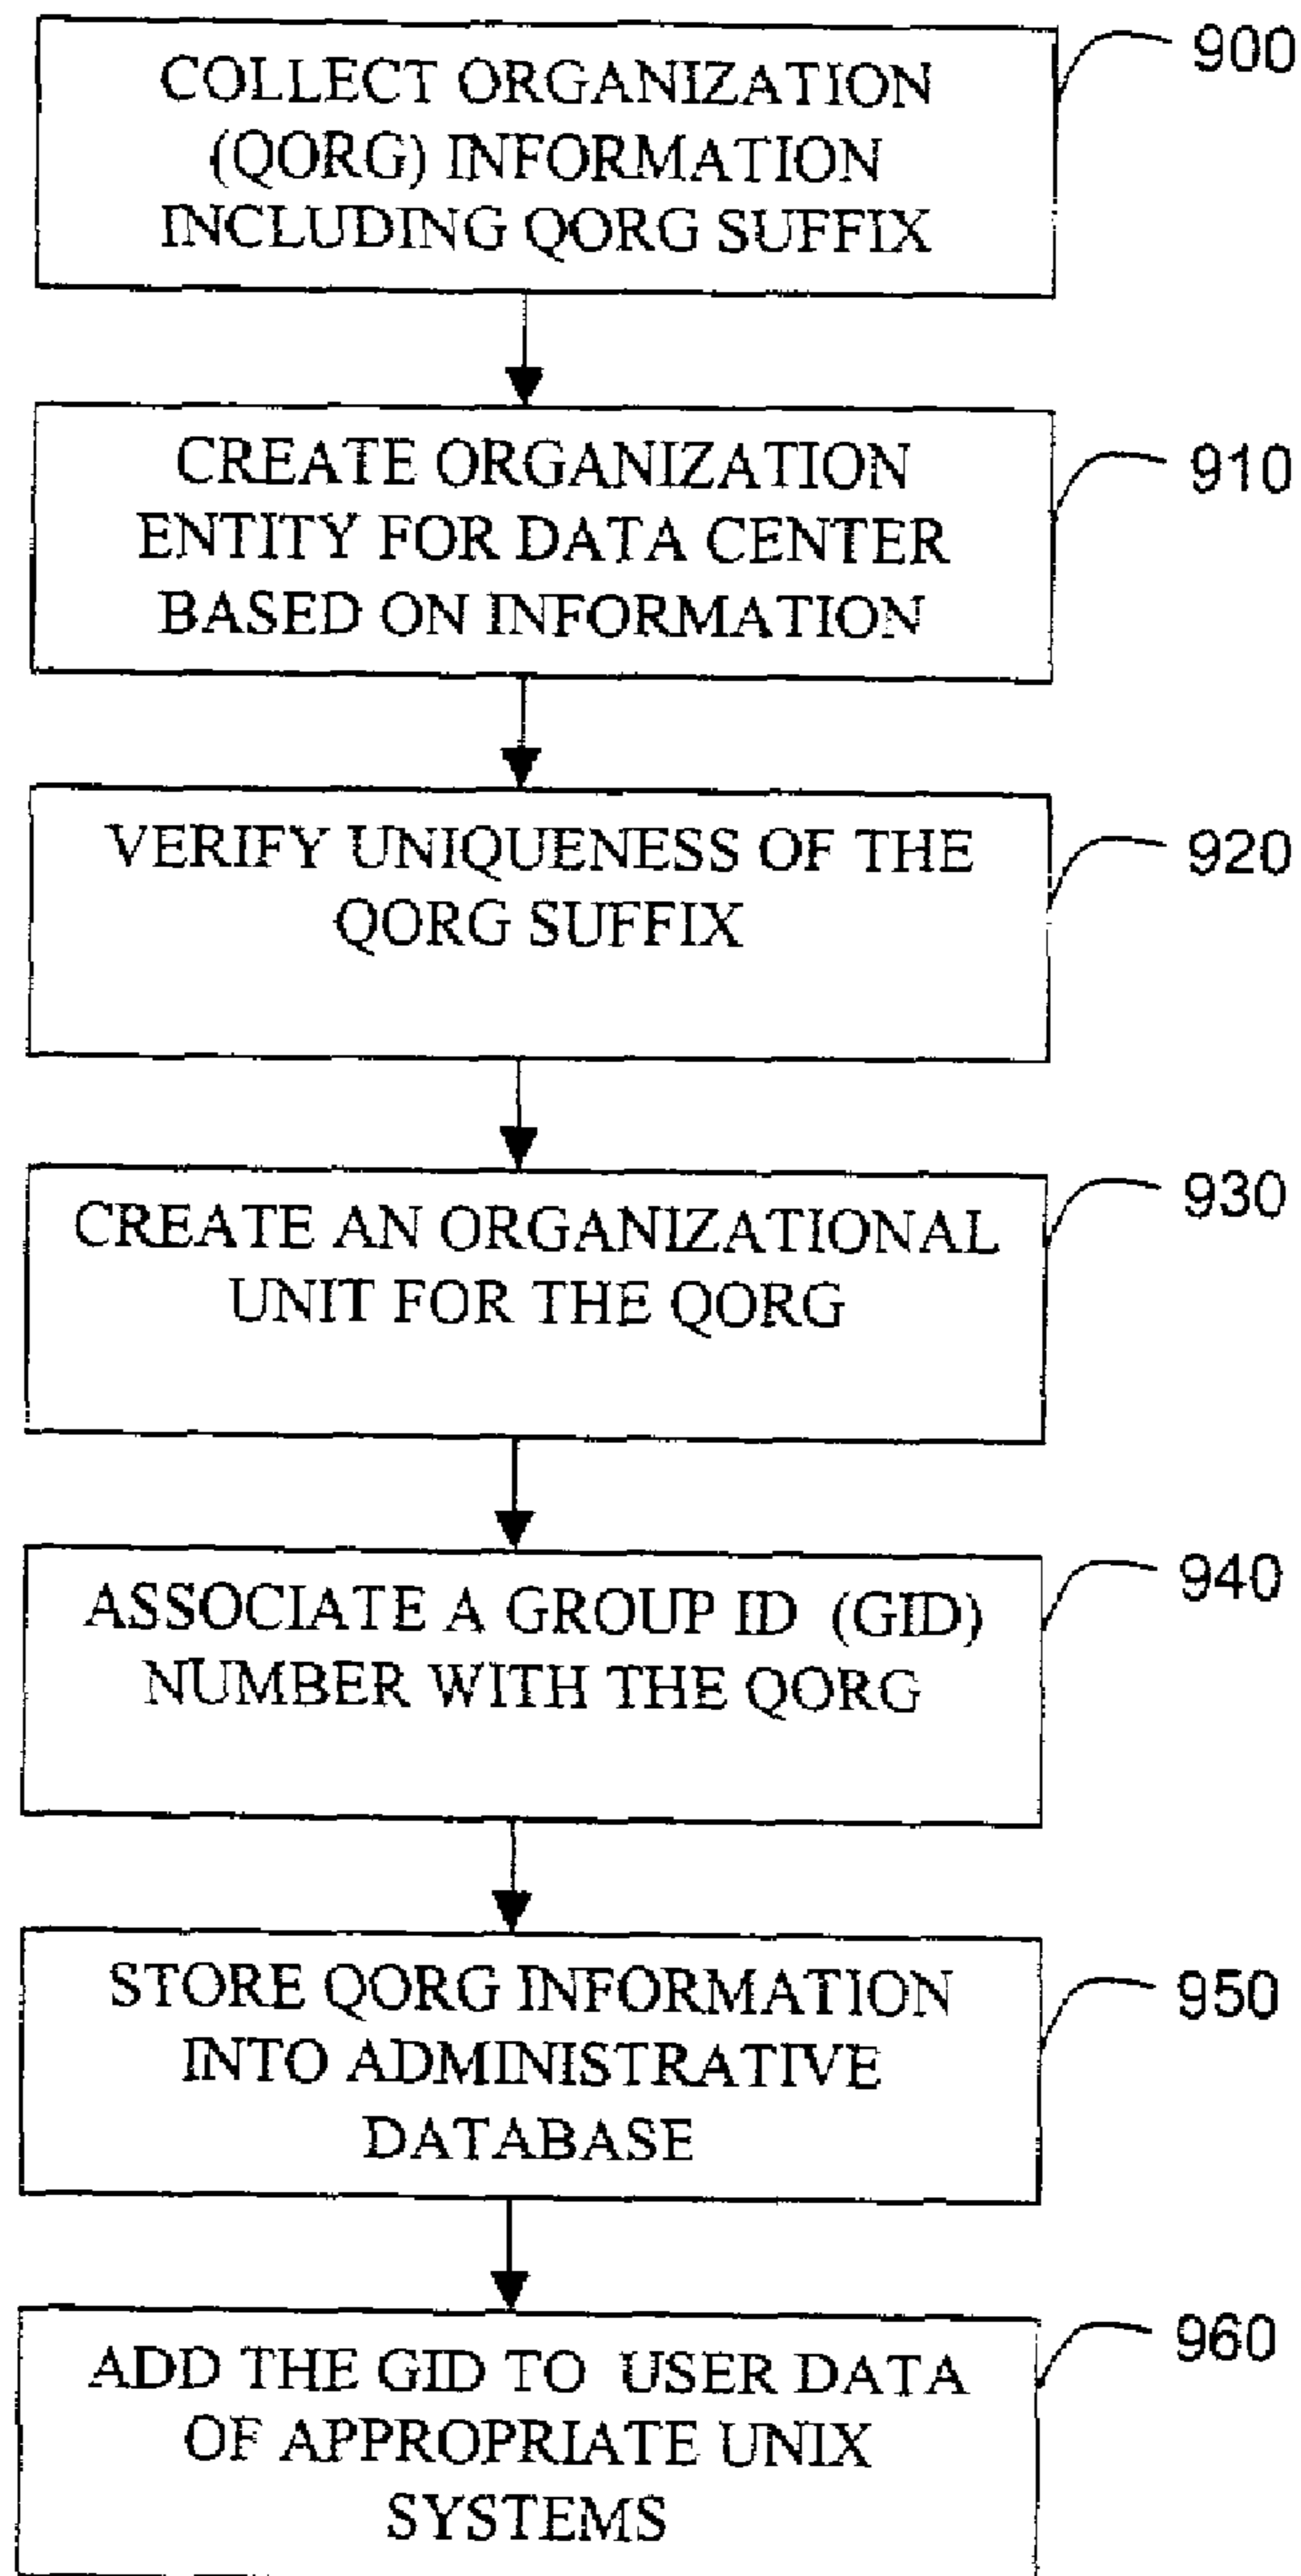 COLLECT ORGANIZATION
(QORG) INFORMATION
INCLUDING QORG SUFFIX
900
CREATE ORGANIZATION
ENTITY FOR DATA CENTER
BASED ON INFORMATION
910
VERIFY UNIQUENESS OF THE
QORG SUFFIX
920
CREATE AN ORGANIZATIONAL
UNIT FOR THE QORG
930
ASSOCIATE A GROUP ID (GID)
NUMBER WITH THE QORG
940
STORE QORG INFORMATION
INTO ADMINISTRATIVE
DATABASE
950
ADD THE GID TO USER DATA
OF APPROPRIATE UNIX
SYSTEMS
960